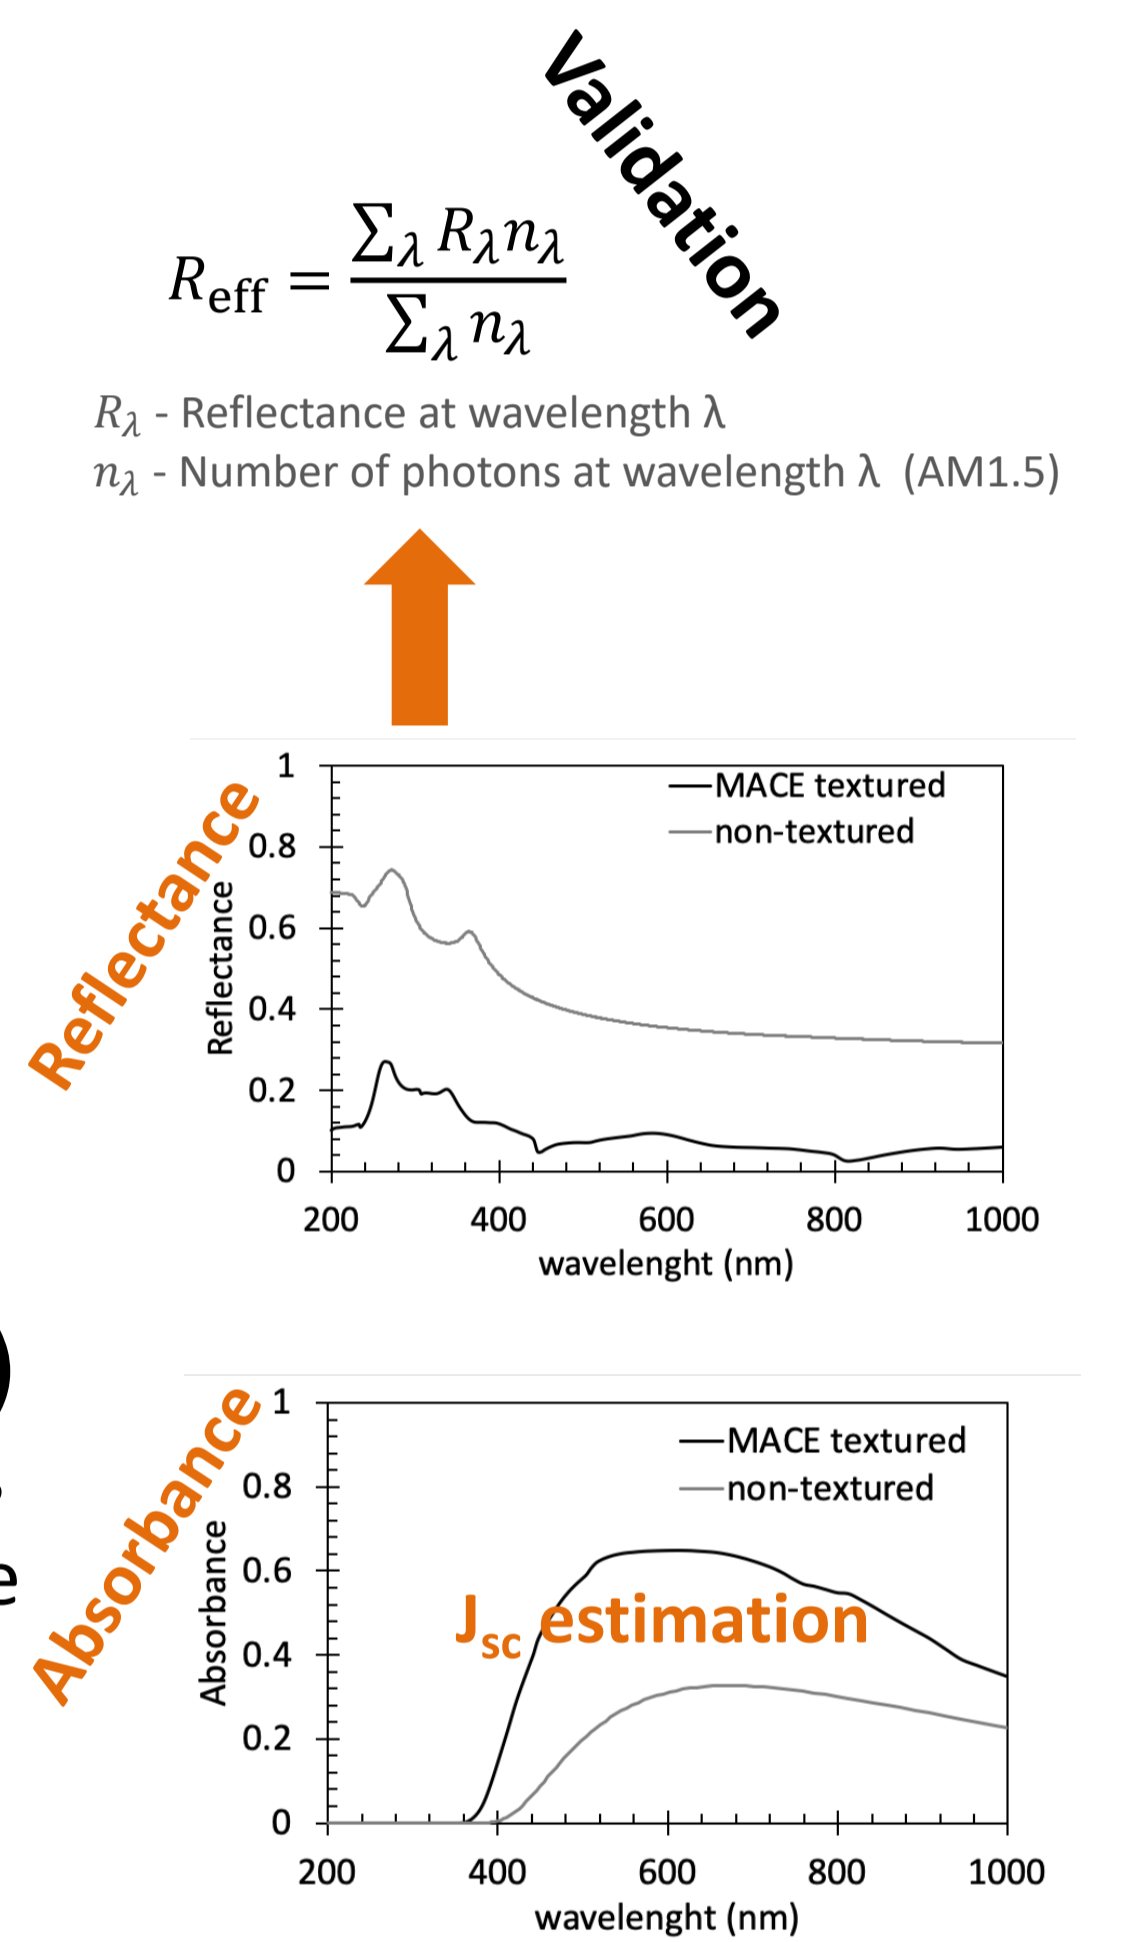 Validation
R_eff = ∑_λ R_λ n_λ / ∑_λ n_λ
R_λ - Reflectance at wavelength λ
n_λ - Number of photons at wavelength λ (AM1.5)
Reflectance
Reflectance
1
0.8
0.6
0.4
0.2
0
MACE textured
non-textured
200 400 600 800 1000
wavelenght (nm)
Absorbance
Absorbance
1
0.8
0.6
0.4
0.2
0
MACE textured
non-textured
J_sc estimation
200 400 600 800 1000
wavelenght (nm)
e